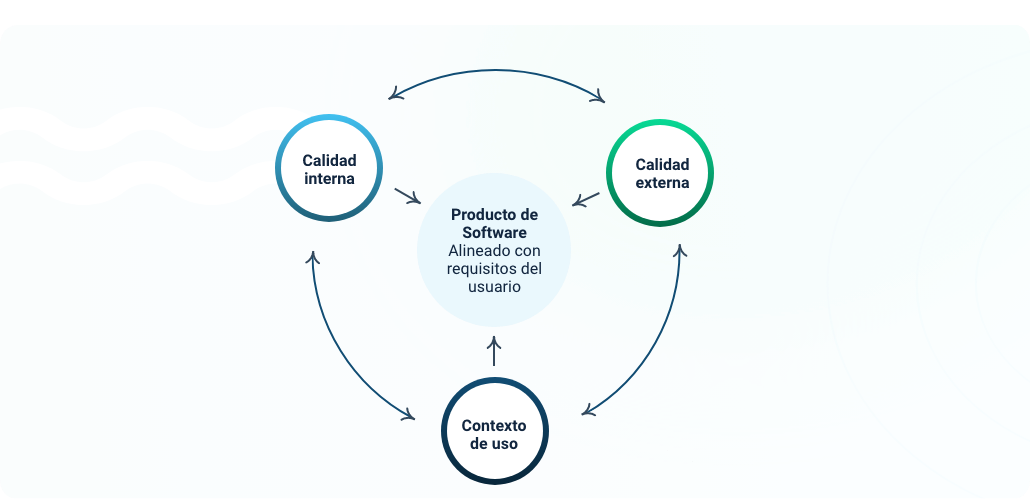 Calidad
interna
Calidad
externa
Producto de
Software
Alineado con
requisitos del
usuario
Contexto
de uso